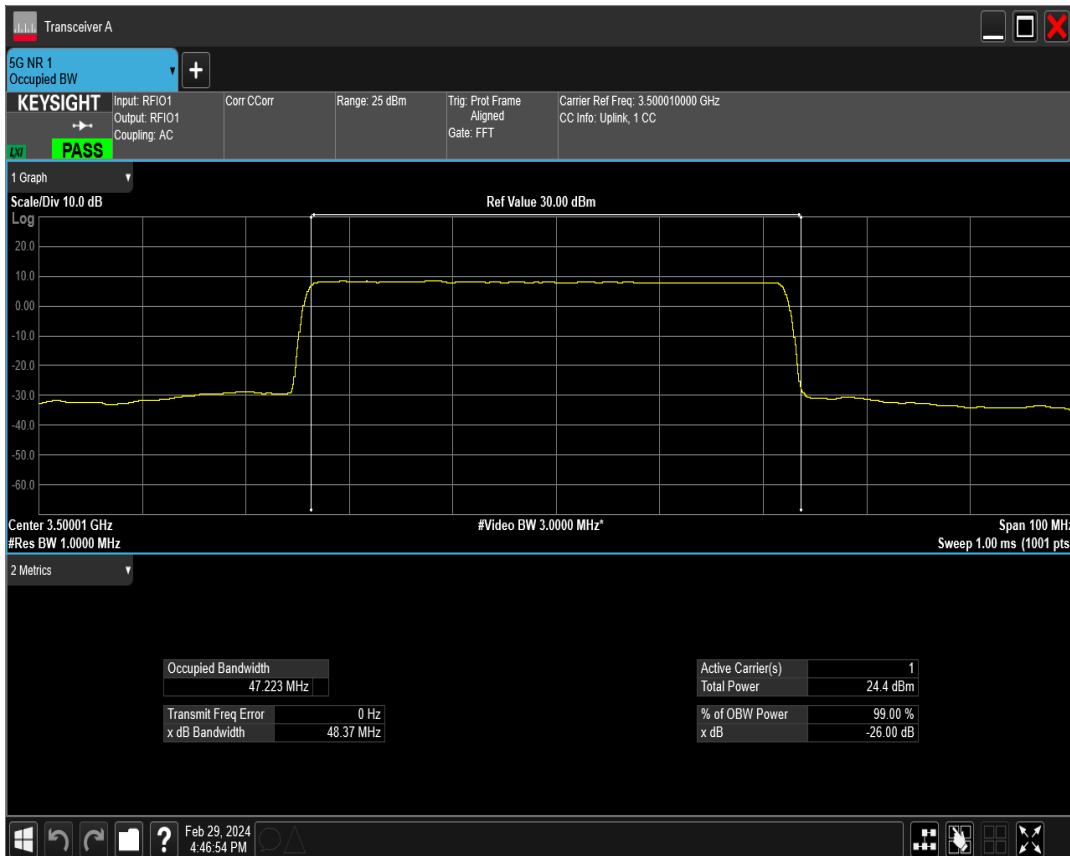 Transceiver A
5G NR 1
Occupied BW
+
KEYSIGHT
LXI
PASS
Input: RFIO1
Output: RFIO1
Coupling: AC
Corr CCorr
Range: 25 dBm
Trig: Prot Frame
Aligned
Gate: FFT
Carrier Ref Freq: 3.500010000 GHz
CC Info: Uplink, 1 CC
1 Graph
Scale/Div 10.0 dB
Ref Value 30.00 dBm
Log
20.0
10.0
0.00
-10.0
-20.0
-30.0
-40.0
-50.0
-60.0
Center 3.50001 GHz
#Video BW 3.0000 MHz*
Span 100 MHz
#Res BW 1.0000 MHz
Sweep 1.00 ms (1001 pts
2 Metrics
Occupied Bandwidth
47.223 MHz
Transmit Freq Error 0 Hz
x dB Bandwidth 48.37 MHz
Active Carrier(s) 1
Total Power 24.4 dBm
% of OBW Power 99.00 %
x dB -26.00 dB
?
Feb 29, 2024
4:46:54 PM